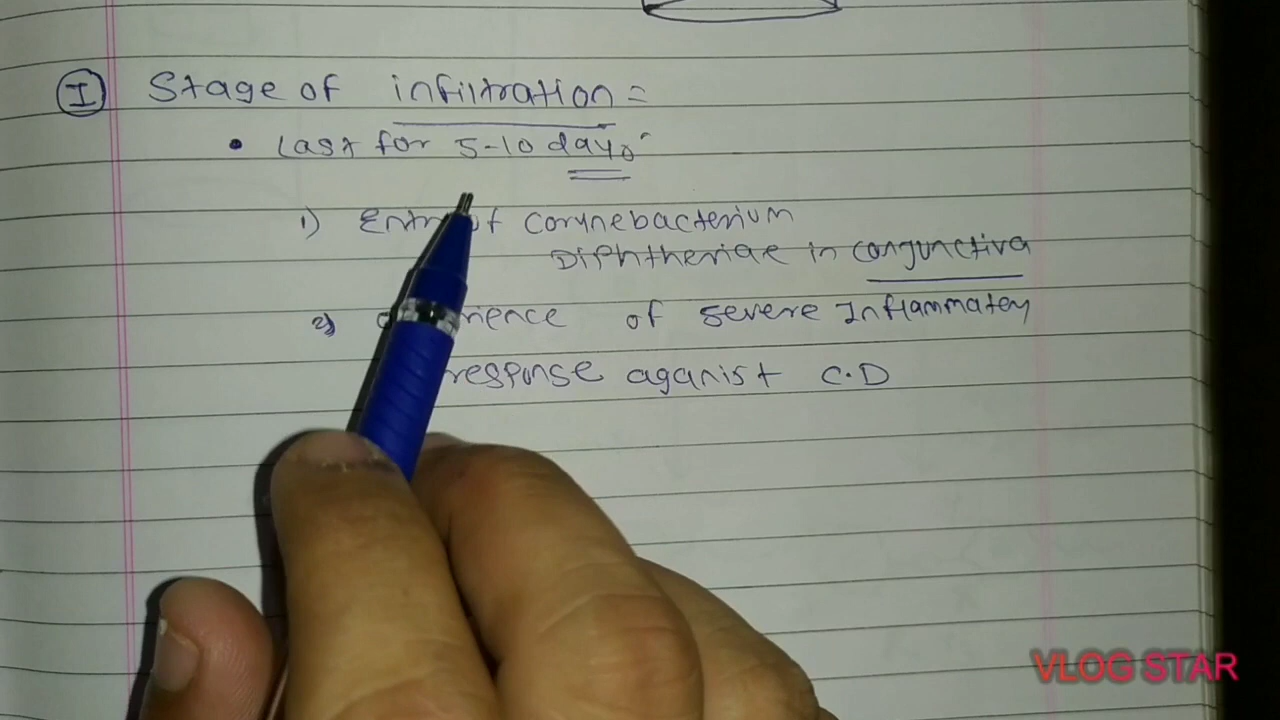 I Stage of infiltration =
• Last for 5-10 days
1) Entry of Corynebacterium
Diphtheriae in conjunctiva
2) of severe Inflammatey
response aganist C.D
VLOG STAR